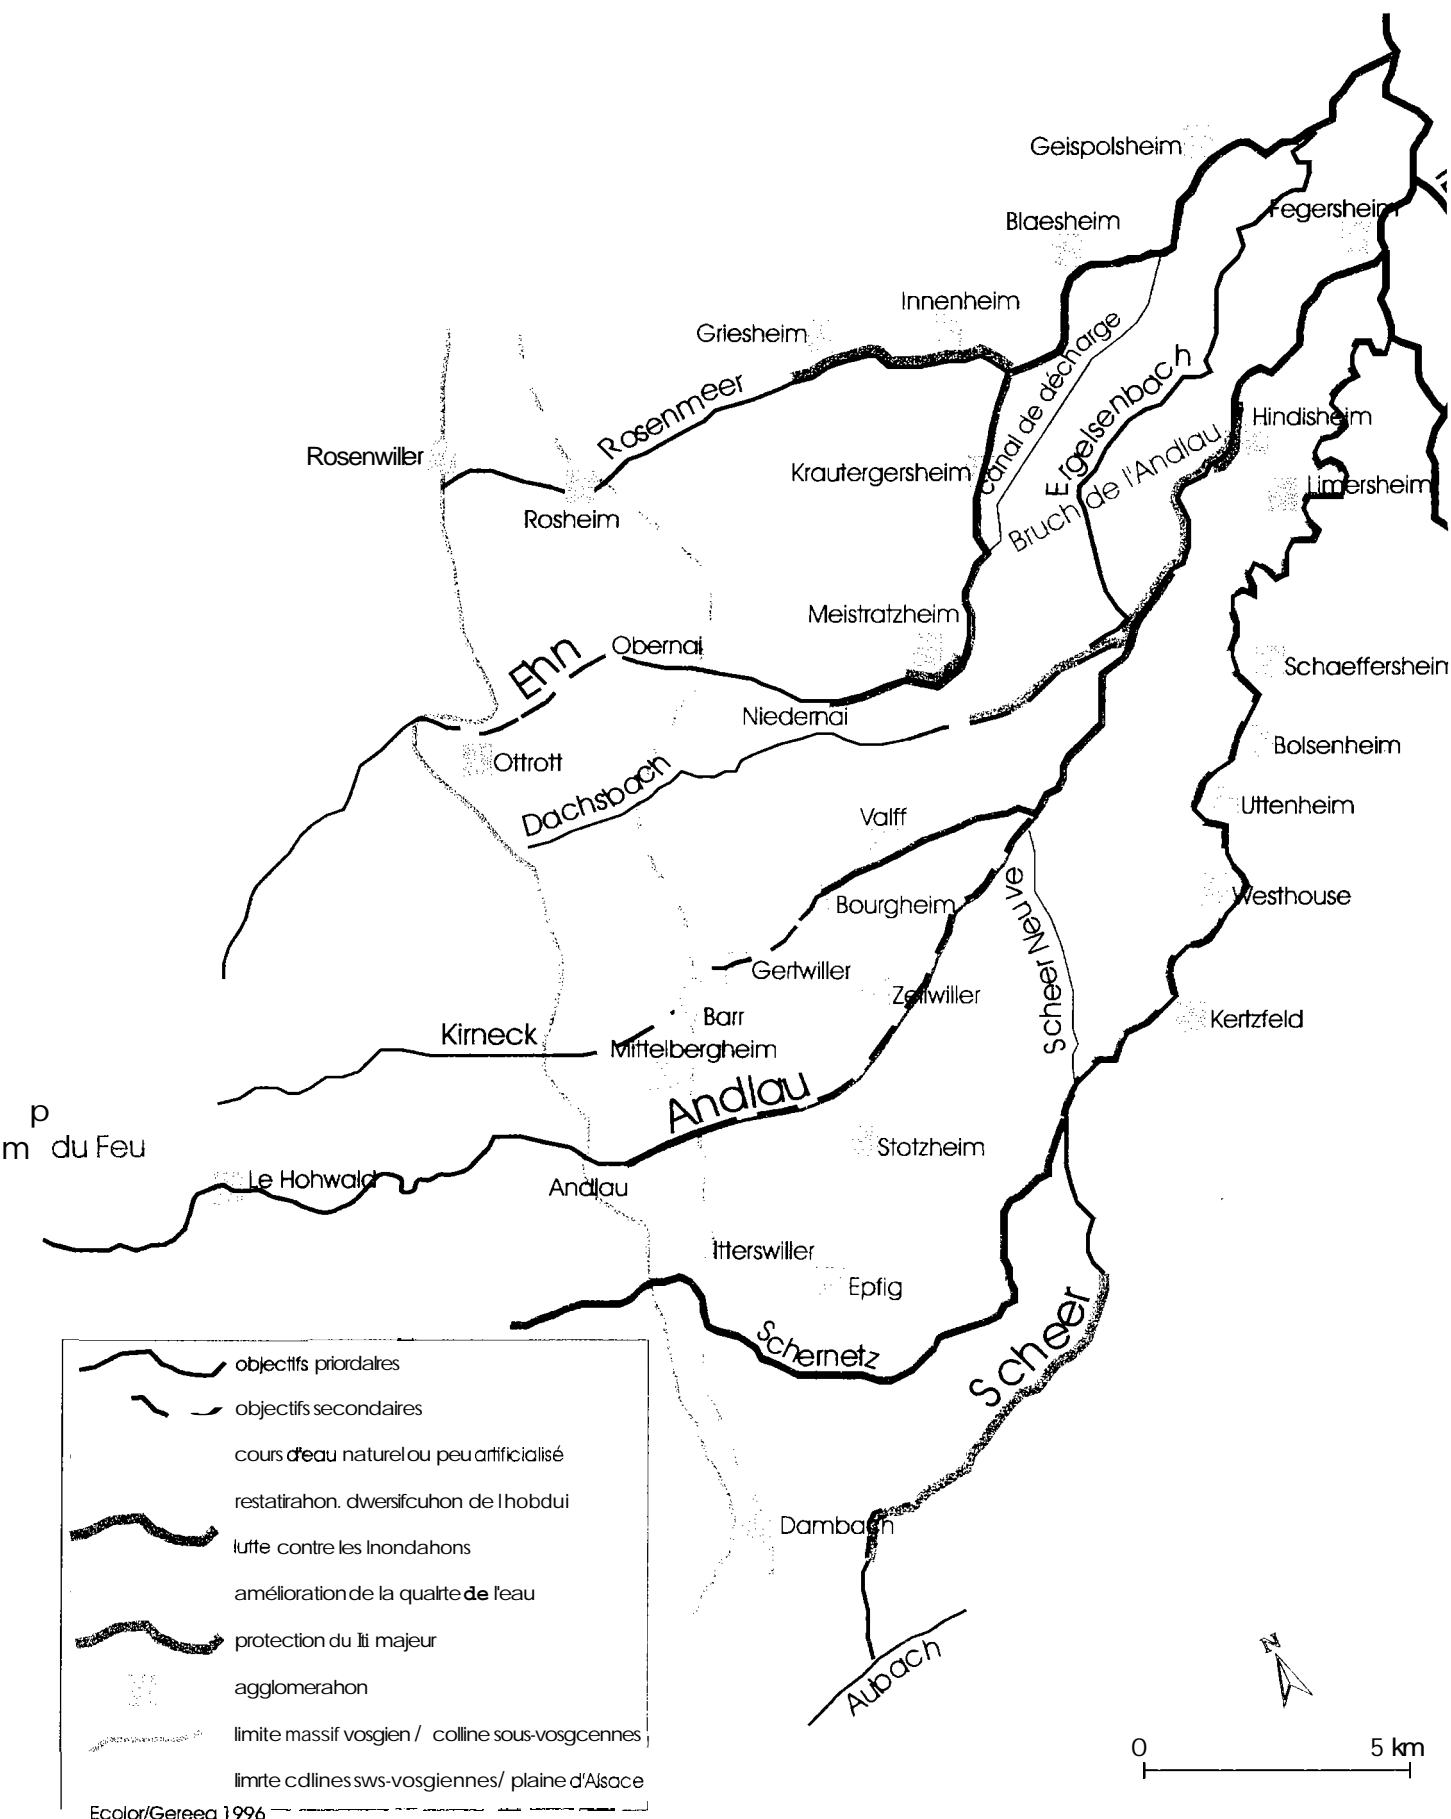 Geispolsheim
Fegersheim
Blaesheim
Innenheim
Griesheim
canal de décharge
Ergelsenbach
Rosenmeer
Hindisheim
Rosenwiller
Krautergersheim
Bruch de l'Andlau
Limersheim
Rosheim
Meistratzheim
Obernai
Ehn
Schaeffersheim
Niedernai
Bolsenheim
Ottrott
Dachsbach
Uttenheim
Valff
Scheer Neuve
Westhouse
Bourgheim
Gertwiller
Zellwiller
Barr
Kertzfeld
Kirneck
Mittelbergheim
Andlau
p
m du Feu
Stotzheim
Le Hohwald
Andlau
Itterswiller
Epfig
Schernetz
Scheer
Dambach
Aubach
objectifs priordaires
objectifs secondaires
cours d'eau naturel ou peu artificialisé
restatirahon. dwersifcuhon de l hobdui
lutte contre les Inondahons
amélioration de la qualrte de l'eau
protection du liti majeur
agglomerahon
limite massif vosgien / colline sous-vosgcennes
limrte cdlines sws-vosgiennes/ plaine d'Alsace
Ecolor/Gereea 1996
N
0 5 km